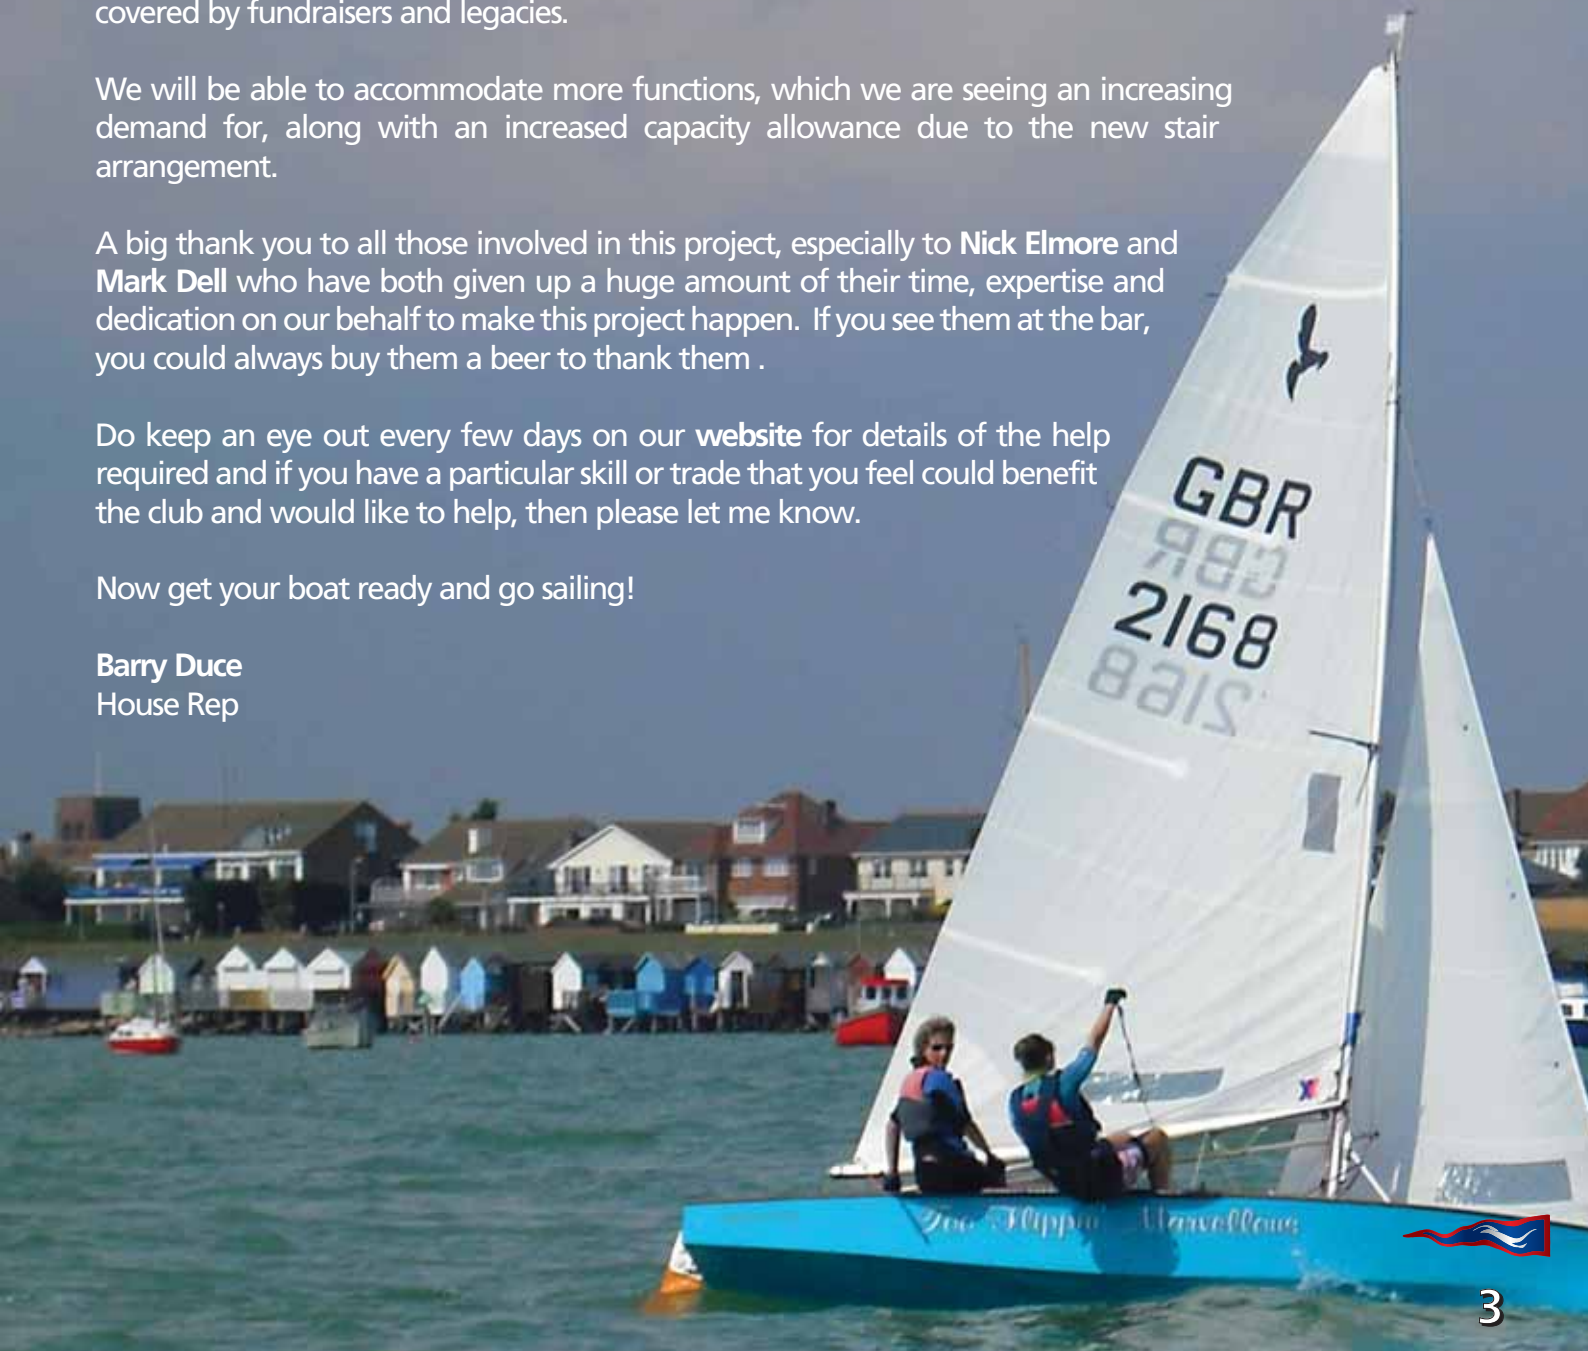 covered by fundraisers and legacies.
We will be able to accommodate more functions, which we are seeing an increasing
demand for, along with an increased capacity allowance due to the new stair
arrangement.
A big thank you to all those involved in this project, especially to Nick Elmore and
Mark Dell who have both given up a huge amount of their time, expertise and
dedication on our behalf to make this project happen. If you see them at the bar,
you could always buy them a beer to thank them .
Do keep an eye out every few days on our website for details of the help
required and if you have a particular skill or trade that you feel could benefit
the club and would like to help, then please let me know.
Now get your boat ready and go sailing!
Barry Duce
House Rep
GBR
GBR
2168
2168
Too Flippin' Marvellous
3